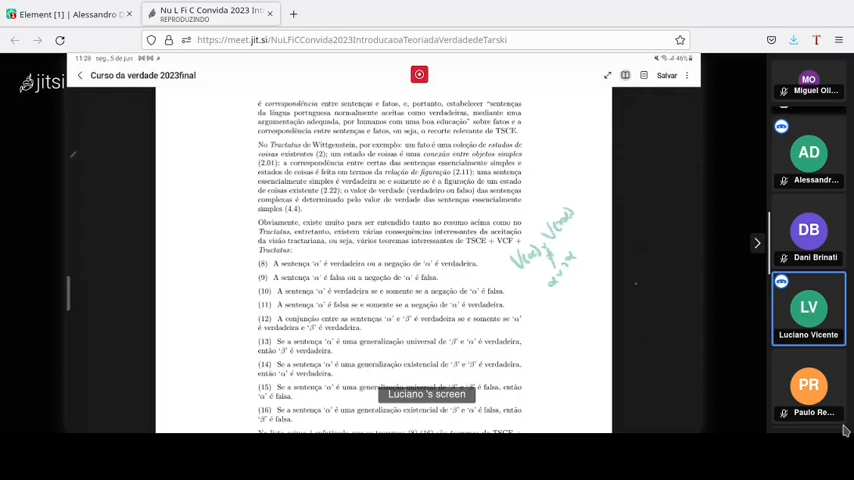 Element [1] | Alessandro D
Nu L Fi C Convida 2023 Int
REPRODUZINDO
https://meet.jit.si/NuLFiCConvida2023IntroducaoaTeoriadaVerdadedeTarski
11:28 seg., 5 de jun
46%
jitsi
Curso da verdade 2023final
Salvar
é correspondência entre sentenças e fatos, e, portanto, estabelecer “sentenças
da língua portuguesa normalmente aceitas como verdadeiras, mediante uma
argumentação adequada, por humanos com uma boa educação” sobre fatos e a
correspondência entre sentenças e fatos, ou seja, o recorte relevante de TSCE.
No Tractatus de Wittgenstein, por exemplo: um fato é uma coleção de estados de
coisas existentes (2); um estado de coisas é uma conexão entre objetos simples
(2.01); a correspondência entre certas das sentenças essencialmente simples e
estados de coisas é feita em termos da relação de figuração (2.11); uma sentença
essencialmente simples é verdadeira se e somente se é a figuração de um estado
de coisas existente (2.22); o valor de verdade (verdadeiro ou falso) das sentenças
complexas é determinado pelo valor de verdade das sentenças essencialmente
simples (4.4).
Obviamente, existe muito para ser entendido tanto no resumo acima como no
Tractatus, entretanto, existem várias consequências interessantes da aceitação
da visão tractariana, ou seja, vários teoremas interessantes de TSCE + VCF +
Tractatus:
(8) A sentença ‘α’ é verdadeira ou a negação de ‘α’ é verdadeira.
(9) A sentença ‘α’ é falsa ou a negação de ‘α’ é falsa.
(10) A sentença ‘α’ é verdadeira se e somente se a negação de ‘α’ é falsa.
(11) A sentença ‘α’ é falsa se e somente se a negação de ‘α’ é verdadeira.
(12) A conjunção entre as sentenças ‘α’ e ‘β’ é verdadeira se e somente se ‘α’
é verdadeira e ‘β’ é verdadeira.
(13) Se a sentença ‘α’ é uma generalização universal de ‘β’ e ‘α’ é verdadeira,
então ‘β’ é verdadeira.
(14) Se a sentença ‘α’ é uma generalização existencial de ‘β’ e ‘β’ é verdadeira,
então ‘α’ é verdadeira.
(15) Se a sentença ‘α’ é uma generalização universal de ‘β’ e ‘β’ é falsa, então
‘α’ é falsa.
(16) Se a sentença ‘α’ é uma generalização existencial de ‘β’ e ‘α’ é falsa, então
‘β’ é falsa.
Luciano 's screen
MO
Miguel Oli...
AD
Alessandr...
DB
Dani Brinati
LV
Luciano Vicente
PR
Paulo Re...